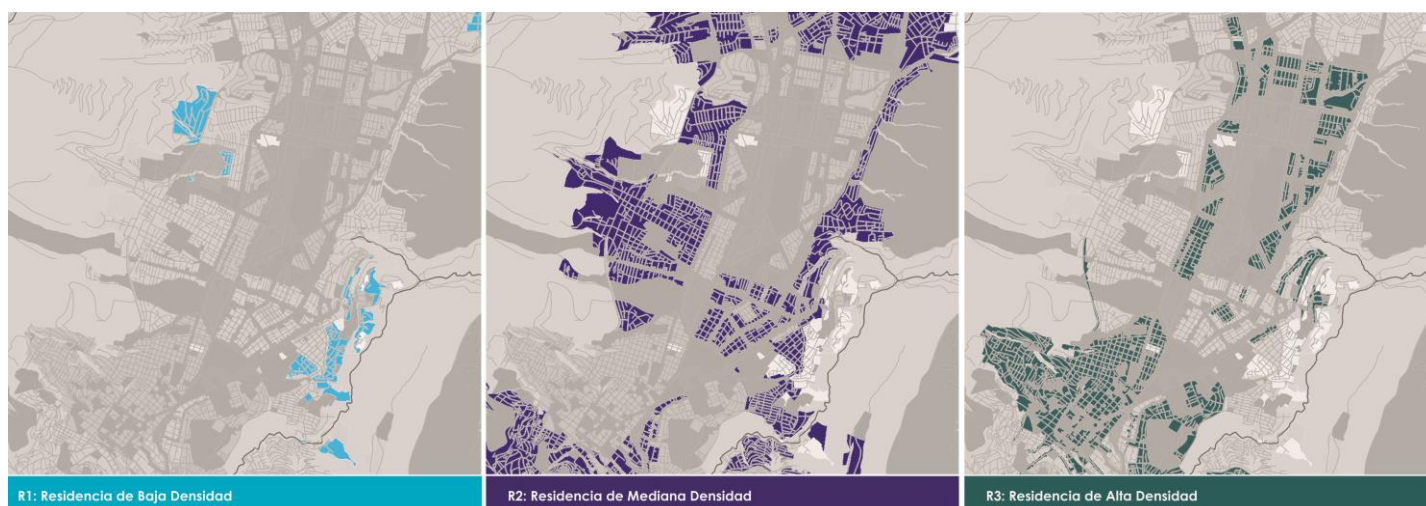 R1: Residencia de Baja Densidad
R2: Residencia de Mediana Densidad
R3: Residencia de Alta Densidad